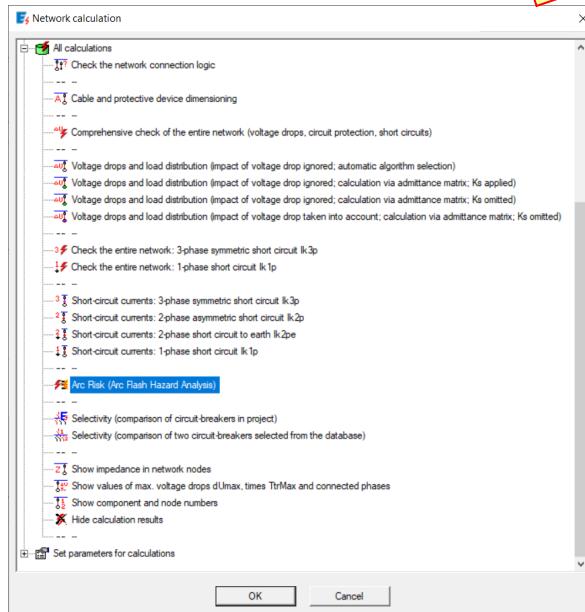 Network calculation
All calculations
Check the network connection logic
-- --
Cable and protective device dimensioning
-- --
Comprehensive check of the entire network (voltage drops, circuit protection, short circuits)
-- --
Voltage drops and load distribution (impact of voltage drop ignored; automatic algorithm selection)
Voltage drops and load distribution (impact of voltage drop ignored; calculation via admittance matrix; Ks applied)
Voltage drops and load distribution (impact of voltage drop ignored; calculation via admittance matrix; Ks omitted)
Voltage drops and load distribution (impact of voltage drop taken into account; calculation via admittance matrix; Ks omitted)
-- --
Check the entire network: 3-phase symmetric short circuit Ik3p
Check the entire network: 1-phase short circuit Ik1p
-- --
Short-circuit currents: 3-phase symmetric short circuit Ik3p
Short-circuit currents: 2-phase asymmetric short circuit Ik2p
Short-circuit currents: 2-phase short circuit to earth Ik2pe
Short-circuit currents: 1-phase short circuit Ik1p
-- --
Arc Risk (Arc Flash Hazard Analysis)
-- --
Selectivity (comparison of circuit-breakers in project)
Selectivity (comparison of two circuit-breakers selected from the database)
-- --
Show impedance in network nodes
Show values of max. voltage drops dUmax, times TtrMax and connected phases
Show component and node numbers
Hide calculation results
-- --
Set parameters for calculations
OK Cancel